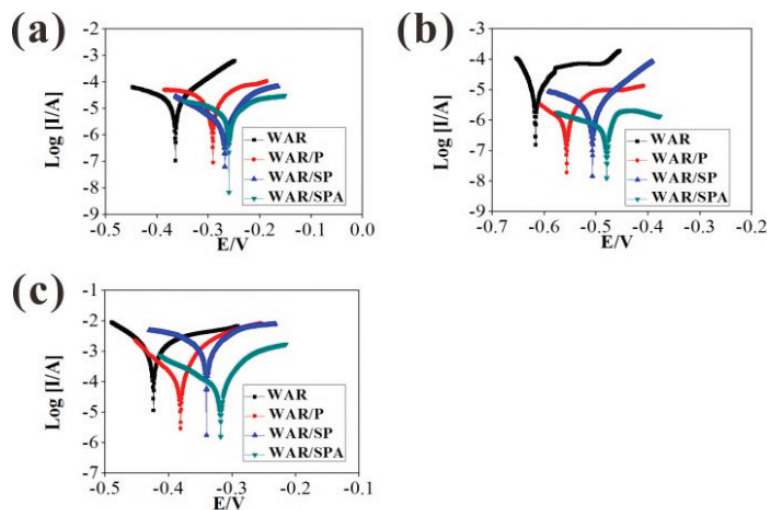 (a)
-2
-3
-4
-5
-6
-7
-8
-9
Log [I/A]
WAR
WAR/P
WAR/SP
WAR/SPA
-0.5 -0.4 -0.3 -0.2 -0.1 0.0
E/V
(b)
-3
-4
-5
-6
-7
-8
-9
Log [I/A]
WAR
WAR/P
WAR/SP
WAR/SPA
-0.7 -0.6 -0.5 -0.4 -0.3 -0.2
E/V
(c)
-1
-2
-3
-4
-5
-6
-7
Log [I/A]
WAR
WAR/P
WAR/SP
WAR/SPA
-0.5 -0.4 -0.3 -0.2 -0.1
E/V